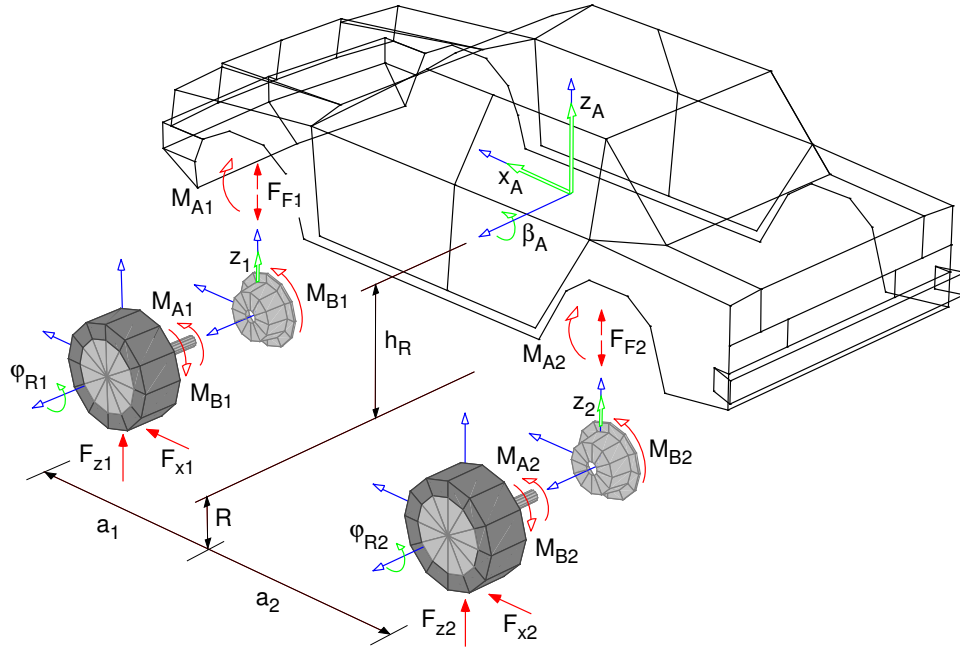 z_A
x_A
β_A
M_A1
F_F1
z_1
M_B1
M_A1
M_B1
φ_R1
F_z1
F_x1
h_R
M_A2
F_F2
z_2
M_B2
M_A2
M_B2
φ_R2
F_z2
F_x2
R
a_1
a_2